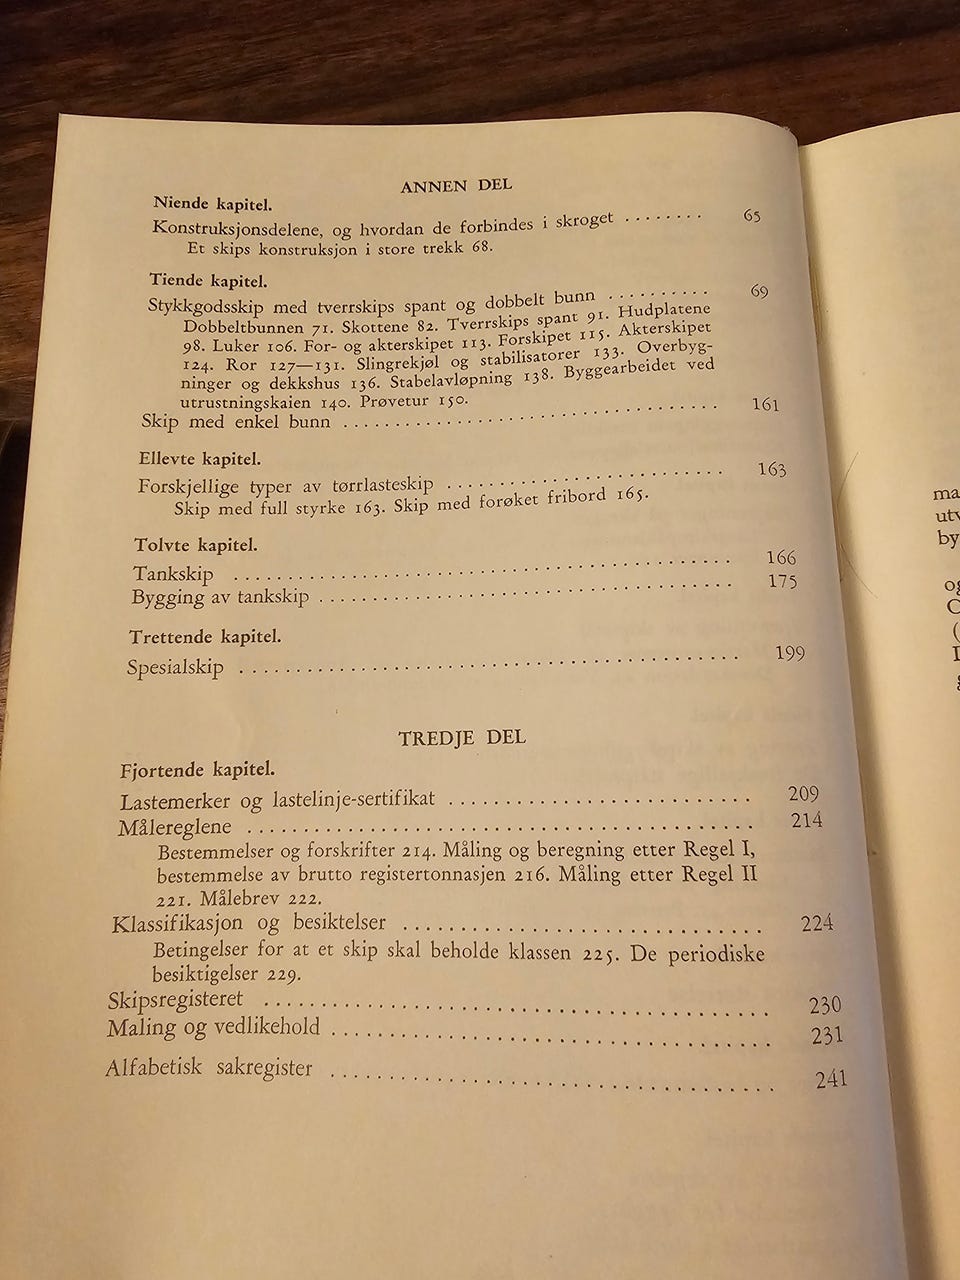 ANNEN DEL
Niende kapitel.
Konstruksjonsdelene, og hvordan de forbindes i skroget ........ 65
Et skips konstruksjon i store trekk 68.
Tiende kapitel.
Stykkgodsskip med tverrskips spant og dobbelt bunn .......... 69
Dobbeltbunnen 71. Skottene 82. Tverrskips spant 91. Hudplatene
98. Luker 106. For- og akterskipet 113. Forskipet 115. Akterskipet
124. Ror 127—131. Slingrekjøl og stabilisatorer 133. Overbyg-
ninger og dekkshus 136. Stabelavløpning 138. Byggearbeidet ved
utrustningskaien 140. Prøvetur 150.
Skip med enkel bunn .................................. 161
Ellevte kapitel.
Forskjellige typer av tørrlasteskip ........................ 163
Skip med full styrke 163. Skip med forøket fribord 165.
Tolvte kapitel.
Tankskip ............................................ 166
Bygging av tankskip .................................... 175
Trettende kapitel.
Spesialskip ............................................ 199
TREDJE DEL
Fjortende kapitel.
Lastemerker og lastelinje-sertifikat .......................... 209
Målereglene ............................................ 214
Bestemmelser og forskrifter 214. Måling og beregning etter Regel I,
bestemmelse av brutto registertonnasjen 216. Måling etter Regel II
221. Målebrev 222.
Klassifikasjon og besiktelser ................................ 224
Betingelser for at et skip skal beholde klassen 225. De periodiske
besiktigelser 229.
Skipsregisteret ........................................ 230
Maling og vedlikehold .................................... 231
Alfabetisk sakregister .................................... 241
ma
utv
by